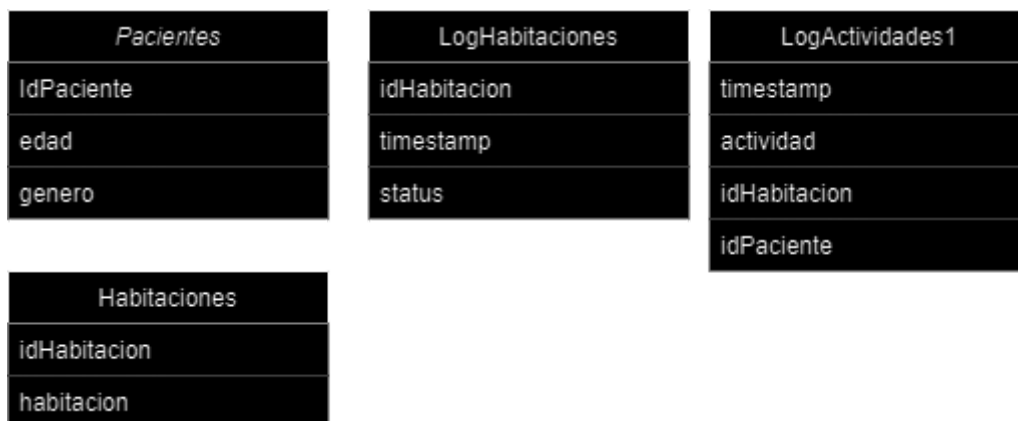 Pacientes
IdPaciente
edad
genero
LogHabitaciones
idHabitacion
timestamp
status
LogActividades1
timestamp
actividad
idHabitacion
idPaciente
Habitaciones
idHabitacion
habitacion